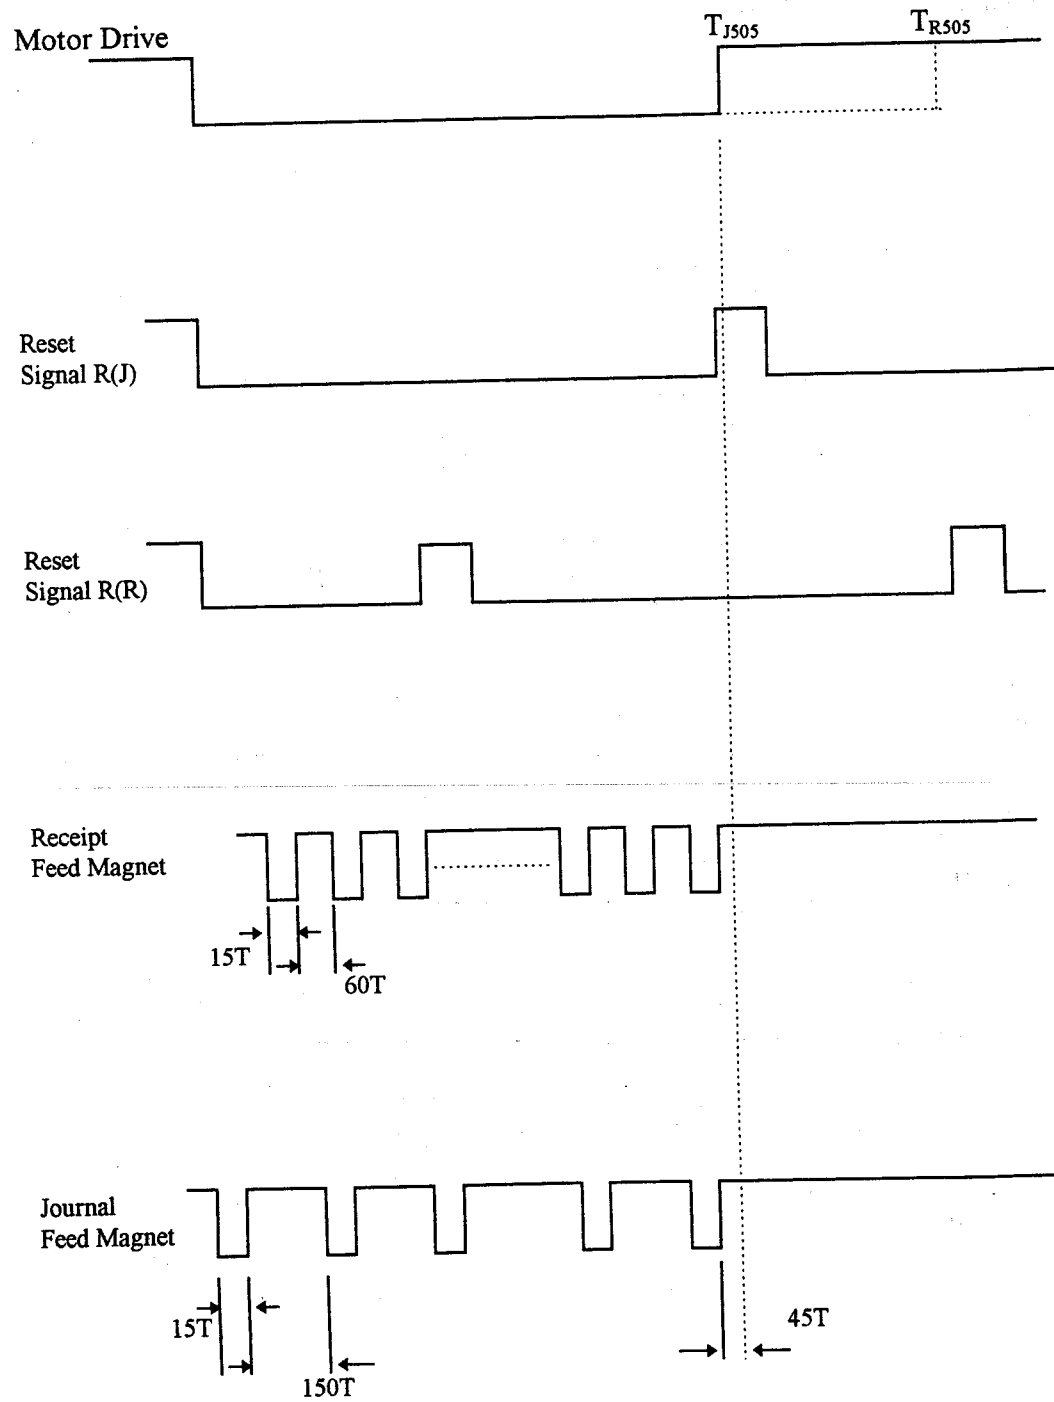 Motor Drive
TJ505
TR505
Reset
Signal R(J)
Reset
Signal R(R)
Receipt
Feed Magnet
15T
60T
Journal
Feed Magnet
15T
150T
45T